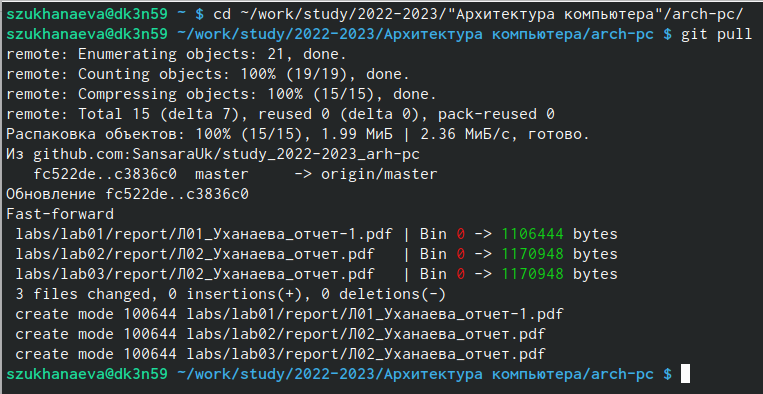 szukhanaeva@dk3n59 ~ $ cd ~/work/study/2022-2023/"Архитектура компьютера"/arch-pc/
szukhanaeva@dk3n59 ~/work/study/2022-2023/Архитектура компьютера/arch-pc $ git pull
remote: Enumerating objects: 21, done.
remote: Counting objects: 100% (19/19), done.
remote: Compressing objects: 100% (15/15), done.
remote: Total 15 (delta 7), reused 0 (delta 0), pack-reused 0
Распаковка объектов: 100% (15/15), 1.99 МиБ | 2.36 МиБ/с, готово.
Из github.com:SansaraUk/study_2022-2023_arh-pc
   fc522de..c3836c0  master     -> origin/master
Обновление fc522de..c3836c0
Fast-forward
 labs/lab01/report/Л01_Уханаева_отчет-1.pdf | Bin 0 -> 1106444 bytes
 labs/lab02/report/Л02_Уханаева_отчет.pdf   | Bin 0 -> 1170948 bytes
 labs/lab03/report/Л02_Уханаева_отчет.pdf   | Bin 0 -> 1170948 bytes
 3 files changed, 0 insertions(+), 0 deletions(-)
 create mode 100644 labs/lab01/report/Л01_Уханаева_отчет-1.pdf
 create mode 100644 labs/lab02/report/Л02_Уханаева_отчет.pdf
 create mode 100644 labs/lab03/report/Л02_Уханаева_отчет.pdf
szukhanaeva@dk3n59 ~/work/study/2022-2023/Архитектура компьютера/arch-pc $